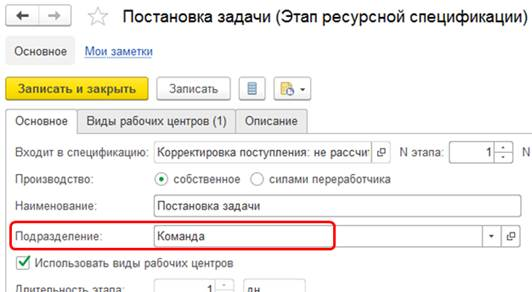 Постановка задачи (Этап ресурсной спецификации)
Основное Мои заметки
Записать и закрыть Записать
Основное Виды рабочих центров (1) Описание
Входит в спецификацию: Корректировка поступления: не рассчит N этапа: 1 N
Производство: собственное силами переработчика
Наименование: Постановка задачи
Подразделение: Команда
Использовать виды рабочих центров
Длительность этапа: 1 дн